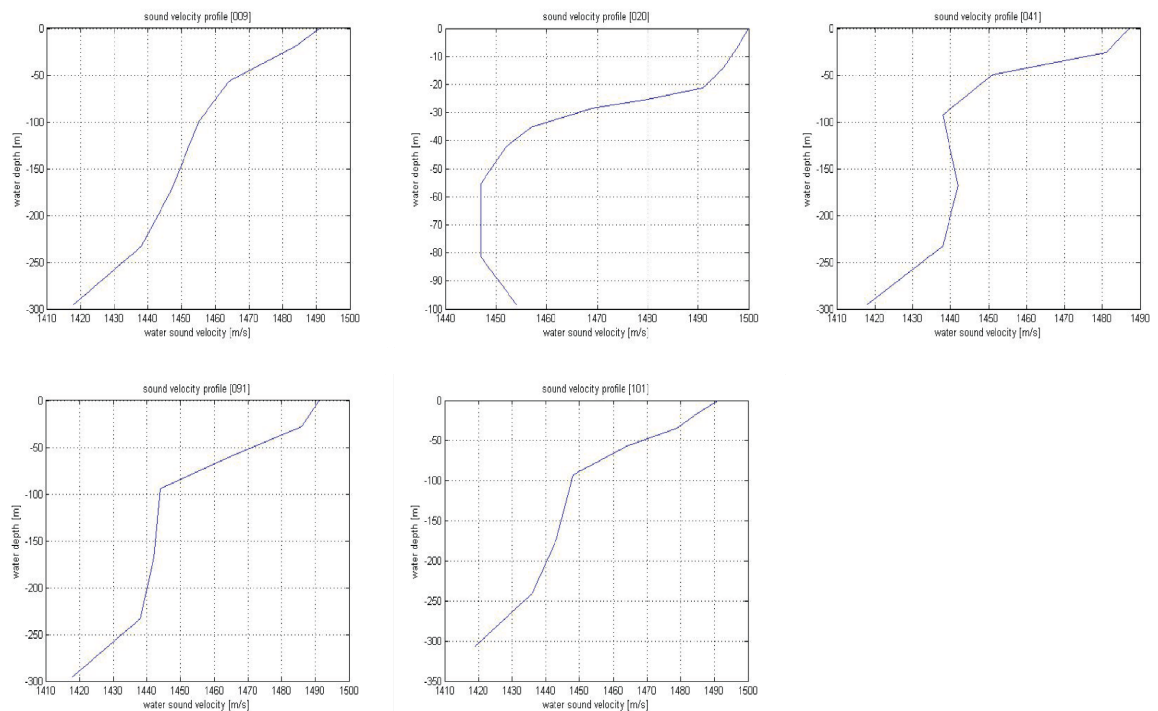 sound velocity profile [009]
0
-50
-100
-150
-200
-250
-300
water depth [m]
1410 1420 1430 1440 1450 1460 1470 1480 1490 1500
water sound velocity [m/s]
sound velocity profile [020]
0
-10
-20
-30
-40
-50
-60
-70
-80
-90
-100
water depth [m]
1440 1450 1460 1470 1480 1490 1500
water sound velocity [m/s]
sound velocity profile [041]
0
-50
-100
-150
-200
-250
-300
water depth [m]
1410 1420 1430 1440 1450 1460 1470 1480 1490
water sound velocity [m/s]
sound velocity profile [091]
0
-50
-100
-150
-200
-250
-300
water depth [m]
1410 1420 1430 1440 1450 1460 1470 1480 1490 1500
water sound velocity [m/s]
sound velocity profile [101]
0
-50
-100
-150
-200
-250
-300
-350
water depth [m]
1410 1420 1430 1440 1450 1460 1470 1480 1490 1500
water sound velocity [m/s]